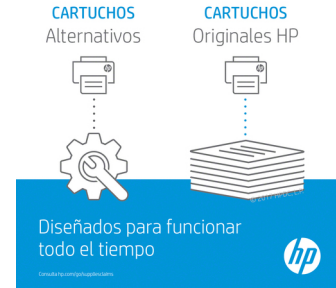 CARTUCHOS
Alternativos
CARTUCHOS
Originales HP
Diseñados para funcionar
todo el tiempo
hp